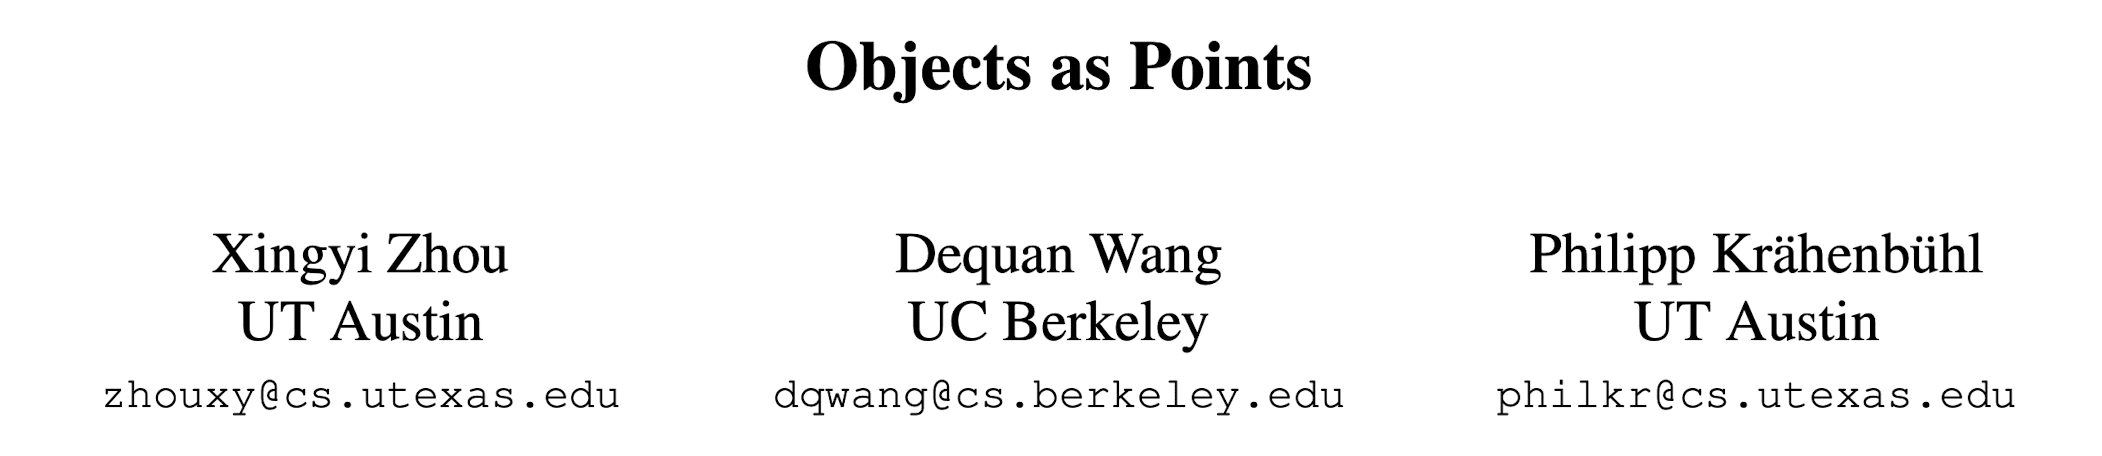 Objects as Points
Xingyi Zhou
UT Austin
zhouxy@cs.utexas.edu
Dequan Wang
UC Berkeley
dqwang@cs.berkeley.edu
Philipp Krähenbühl
UT Austin
philkr@cs.utexas.edu